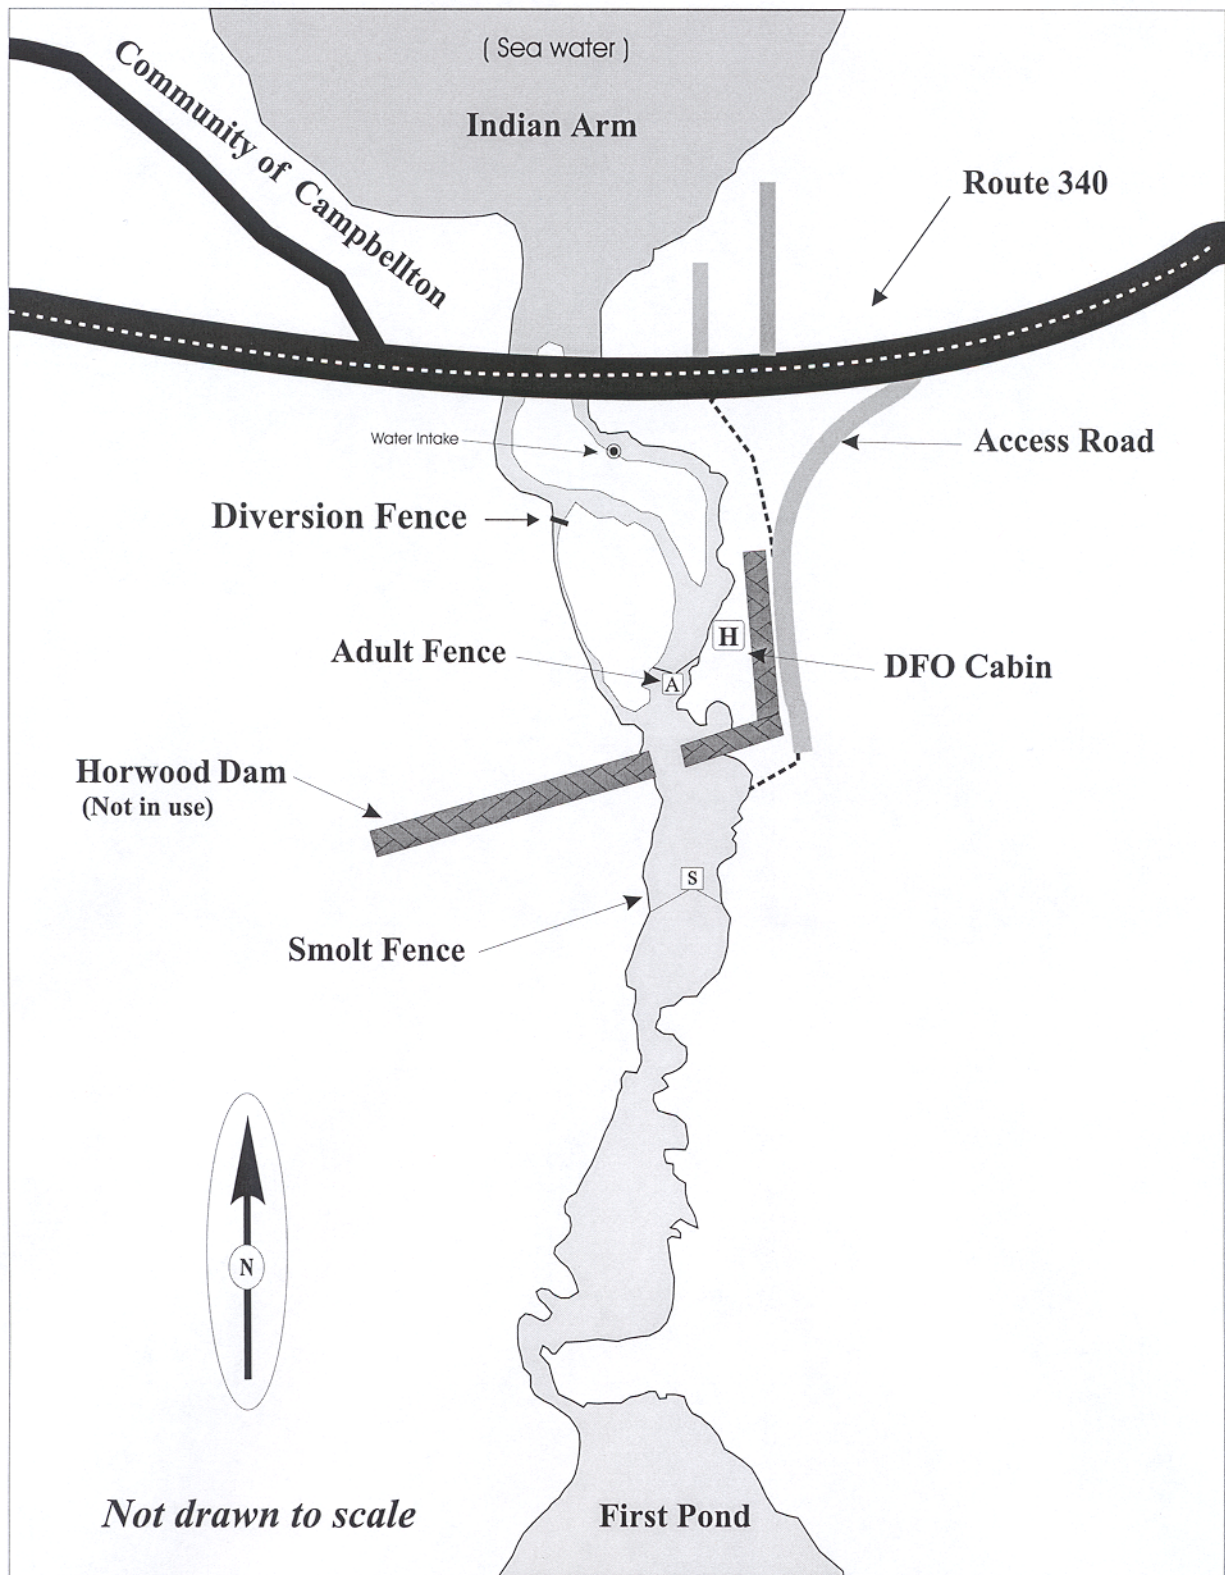 ( Sea water )
Indian Arm
Community of Campbellton
Route 340
Water Intake
Access Road
Diversion Fence
H
Adult Fence
A
DFO Cabin
Horwood Dam
(Not in use)
S
Smolt Fence
N
Not drawn to scale
First Pond